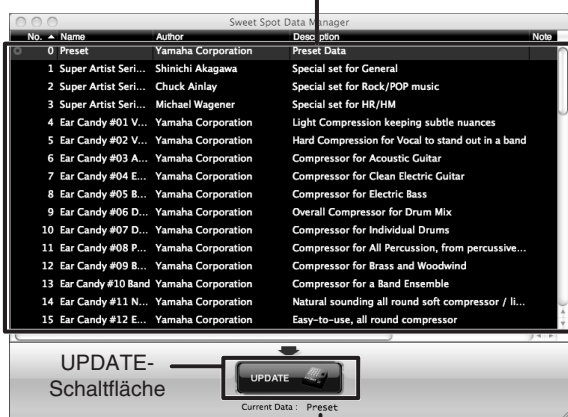 Sweet Spot Data Manager
No. Name Author Description Note
0 Preset Yamaha Corporation Preset Data
1 Super Artist Seri... Shinichi Akagawa Special set for General
2 Super Artist Seri... Chuck Ainlay Special set for Rock/POP music
3 Super Artist Seri... Michael Wagener Special set for HR/HM
4 Ear Candy #01 V... Yamaha Corporation Light Compression keeping subtle nuances
5 Ear Candy #02 V... Yamaha Corporation Hard Compression for Vocal to stand out in a band
6 Ear Candy #03 A... Yamaha Corporation Compressor for Acoustic Guitar
7 Ear Candy #04 E... Yamaha Corporation Compressor for Clean Electric Guitar
8 Ear Candy #05 B... Yamaha Corporation Compressor for Electric Bass
9 Ear Candy #06 D... Yamaha Corporation Overall Compressor for Drum Mix
10 Ear Candy #07 D... Yamaha Corporation Compressor for Individual Drums
11 Ear Candy #08 P... Yamaha Corporation Compressor for All Percussion, from percussive...
12 Ear Candy #09 B... Yamaha Corporation Compressor for Brass and Woodwind
13 Ear Candy #10 Band Yamaha Corporation Compressor for a Band Ensemble
14 Ear Candy #11 N... Yamaha Corporation Natural sounding all round soft compressor / li...
15 Ear Candy #12 E... Yamaha Corporation Easy-to-use, all round compressor
UPDATE-
Schaltfläche
UPDATE
Current Data : Preset